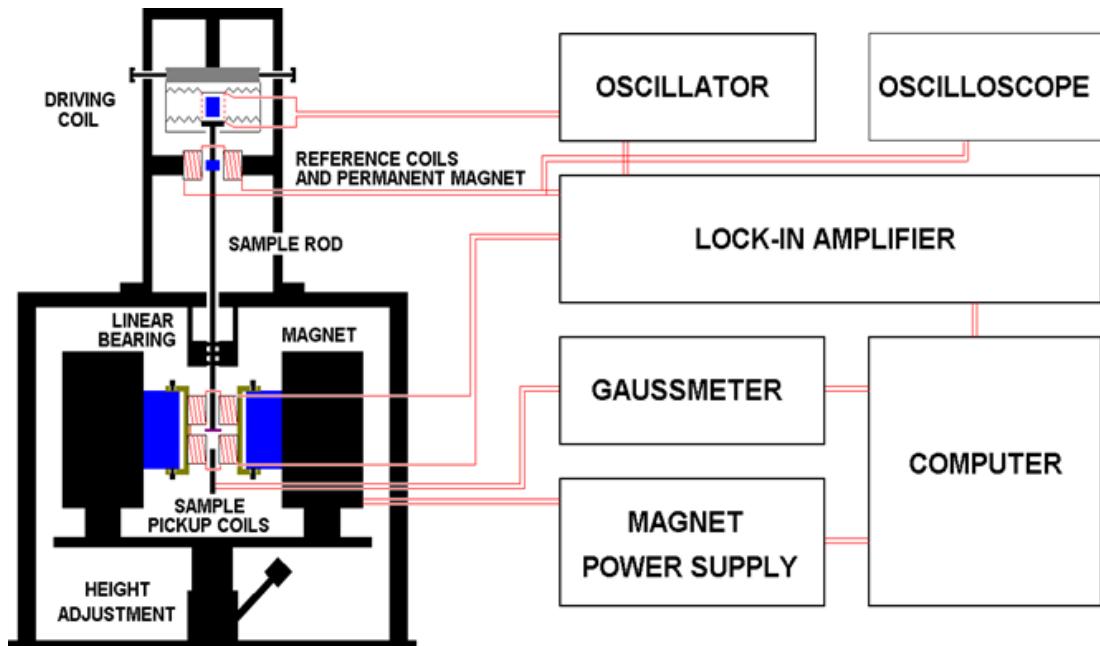 DRIVING
COIL
REFERENCE COILS
AND PERMANENT MAGNET
SAMPLE ROD
LINEAR
BEARING
MAGNET
SAMPLE
PICKUP COILS
HEIGHT
ADJUSTMENT
OSCILLATOR
OSCILLOSCOPE
LOCK-IN AMPLIFIER
GAUSSMETER
COMPUTER
MAGNET
POWER SUPPLY